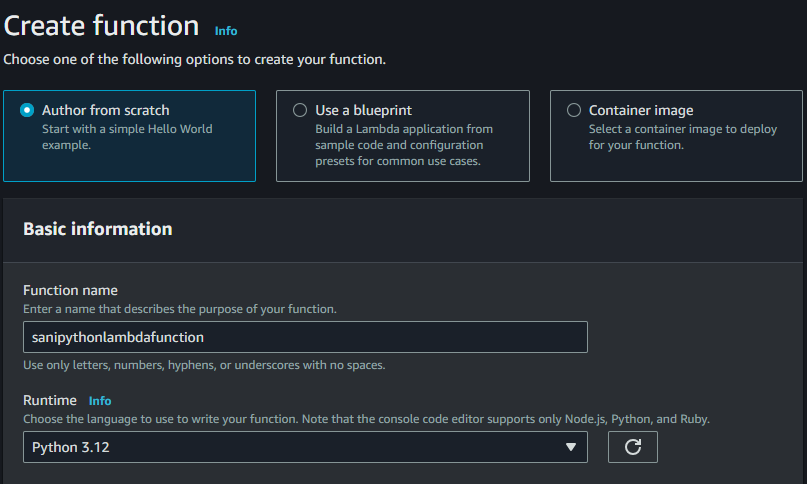 Create function Info
Choose one of the following options to create your function.
Author from scratch
Start with a simple Hello World
example.
Use a blueprint
Build a Lambda application from
sample code and configuration
presets for common use cases.
Container image
Select a container image to deploy
for your function.
Basic information
Function name
Enter a name that describes the purpose of your function.
sanipythonlambdafunction
Use only letters, numbers, hyphens, or underscores with no spaces.
Runtime Info
Choose the language to use to write your function. Note that the console code editor supports only Node.js, Python, and Ruby.
Python 3.12